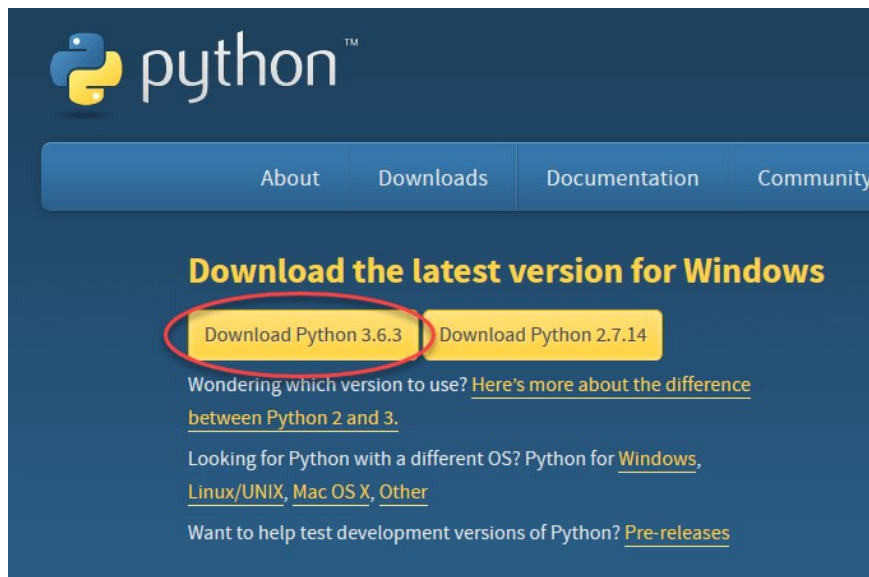 python™
About Downloads Documentation Community
Download the latest version for Windows
Download Python 3.6.3 Download Python 2.7.14
Wondering which version to use? Here's more about the difference
between Python 2 and 3.
Looking for Python with a different OS? Python for Windows,
Linux/UNIX, Mac OS X, Other
Want to help test development versions of Python? Pre-releases